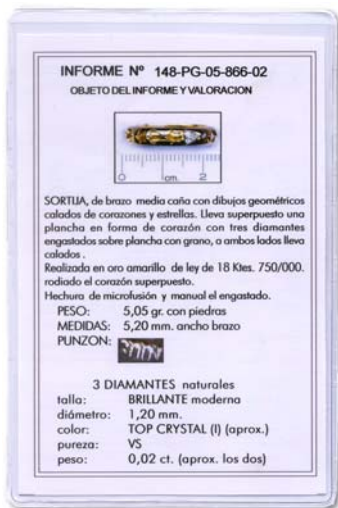 INFORME Nº 148-PG-05-866-02
OBJETO DEL INFORME Y VALORACION
0 cm. 2
SORTIJA, de brazo media caña con dibujos geométricos
calados de corazones y estrellas. Lleva superpuesto una
plancha en forma de corazón con tres diamantes
engastados sobre plancha con grano, a ambos lados lleva
calados .
Realizada en oro amarillo de ley de 18 Ktes. 750/000.
rodiado el corazón superpuesto.
Hechura de microfusión y manual el engastado.
PESO: 5,05 gr. con piedras
MEDIDAS: 5,20 mm. ancho brazo
PUNZON:
3 DIAMANTES naturales
talla: BRILLANTE moderna
diámetro: 1,20 mm.
color: TOP CRYSTAL (I) (aprox.)
pureza: VS
peso: 0,02 ct. (aprox. los dos)